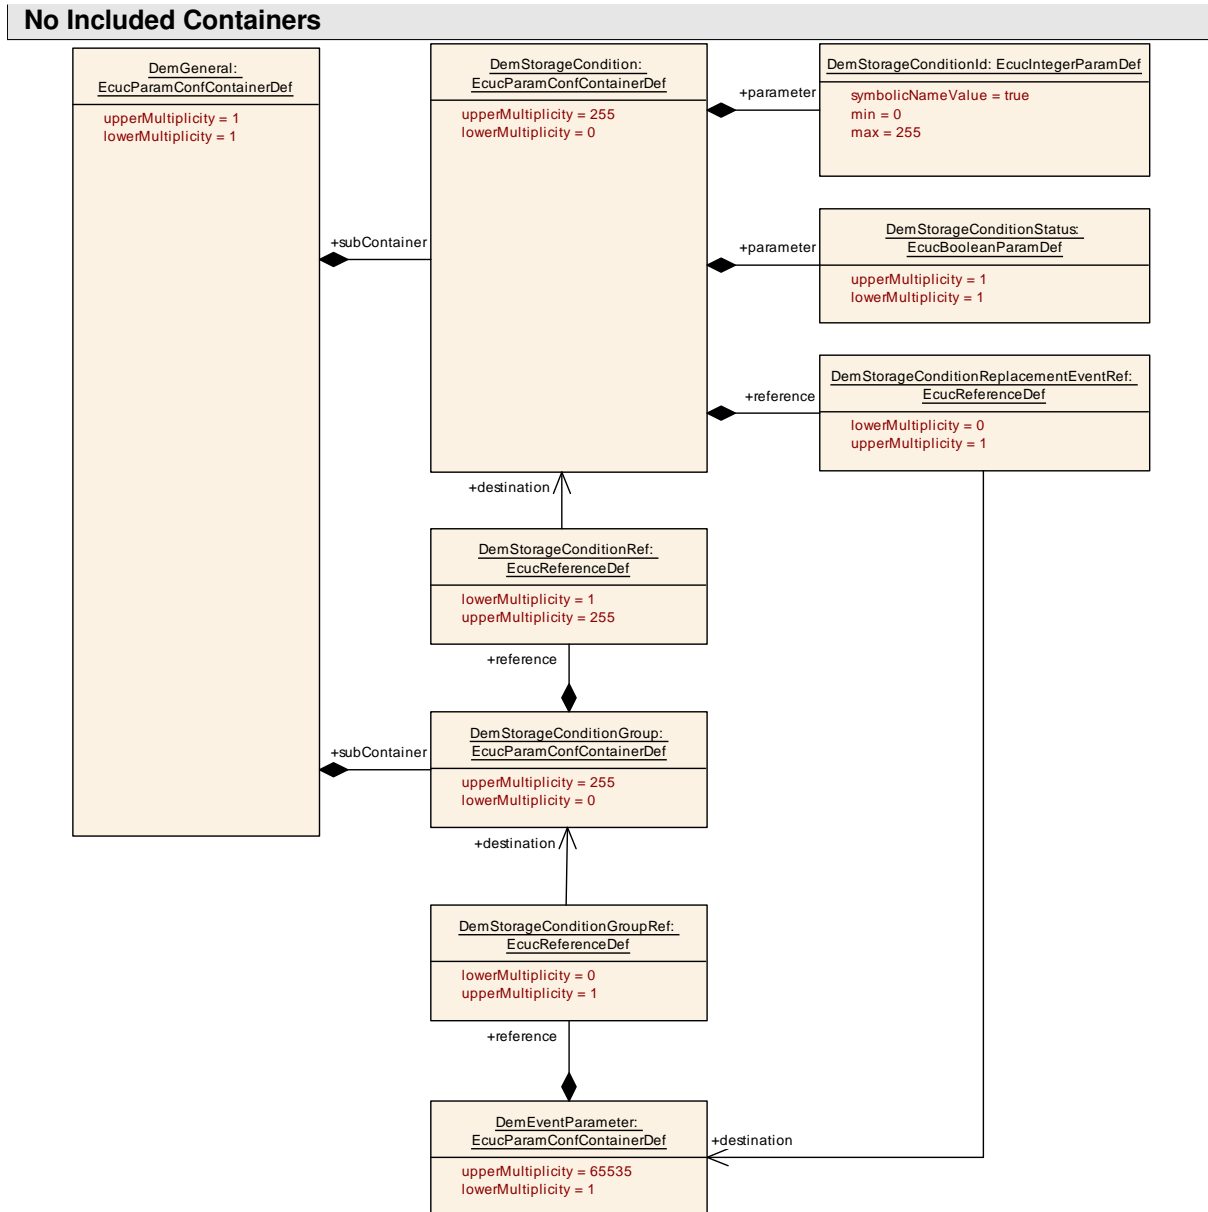 No Included Containers
DemGeneral:
EcucParamConfContainerDef
upperMultiplicity = 1
lowerMultiplicity = 1
+subContainer
+subContainer
DemStorageCondition:
EcucParamConfContainerDef
upperMultiplicity = 255
lowerMultiplicity = 0
+parameter
DemStorageConditionId: EcucIntegerParamDef
symbolicNameValue = true
min = 0
max = 255
+parameter
DemStorageConditionStatus:
EcucBooleanParamDef
upperMultiplicity = 1
lowerMultiplicity = 1
+reference
DemStorageConditionReplacementEventRef:
EcucReferenceDef
lowerMultiplicity = 0
upperMultiplicity = 1
+destination
DemStorageConditionRef:
EcucReferenceDef
lowerMultiplicity = 1
upperMultiplicity = 255
+reference
DemStorageConditionGroup:
EcucParamConfContainerDef
upperMultiplicity = 255
lowerMultiplicity = 0
+destination
DemStorageConditionGroupRef:
EcucReferenceDef
lowerMultiplicity = 0
upperMultiplicity = 1
+reference
DemEventParameter:
EcucParamConfContainerDef
upperMultiplicity = 65535
lowerMultiplicity = 1
+destination